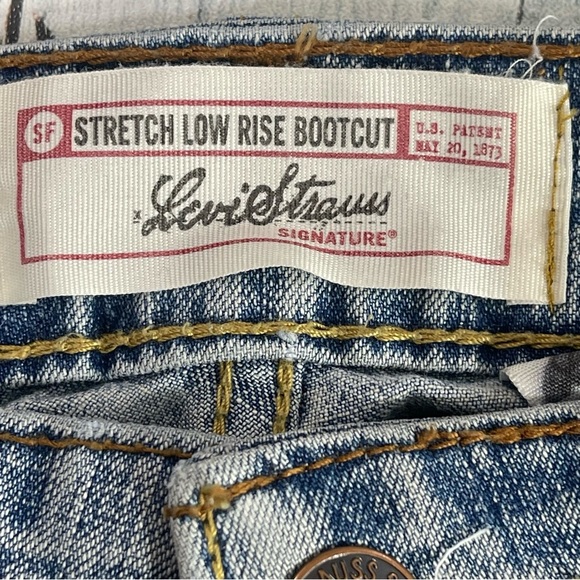 SF STRETCH LOW RISE BOOTCUT
U.S. PATENT
MAY 20, 1873
Levi Strauss
SIGNATURE®